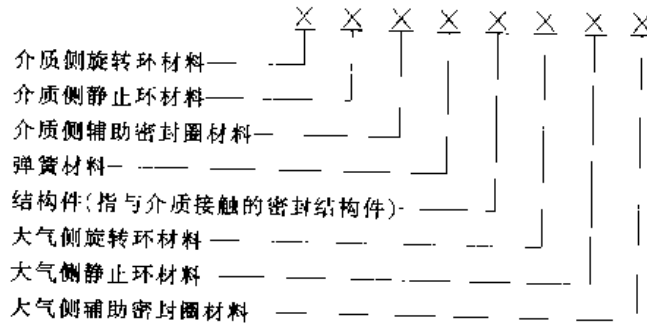 X X X X X X X X
介质侧旋转环材料
介质侧静止环材料
介质侧辅助密封圈材料
弹簧材料
结构件(指与介质接触的密封结构件)
大气侧旋转环材料
大气侧静止环材料
大气侧辅助密封圈材料